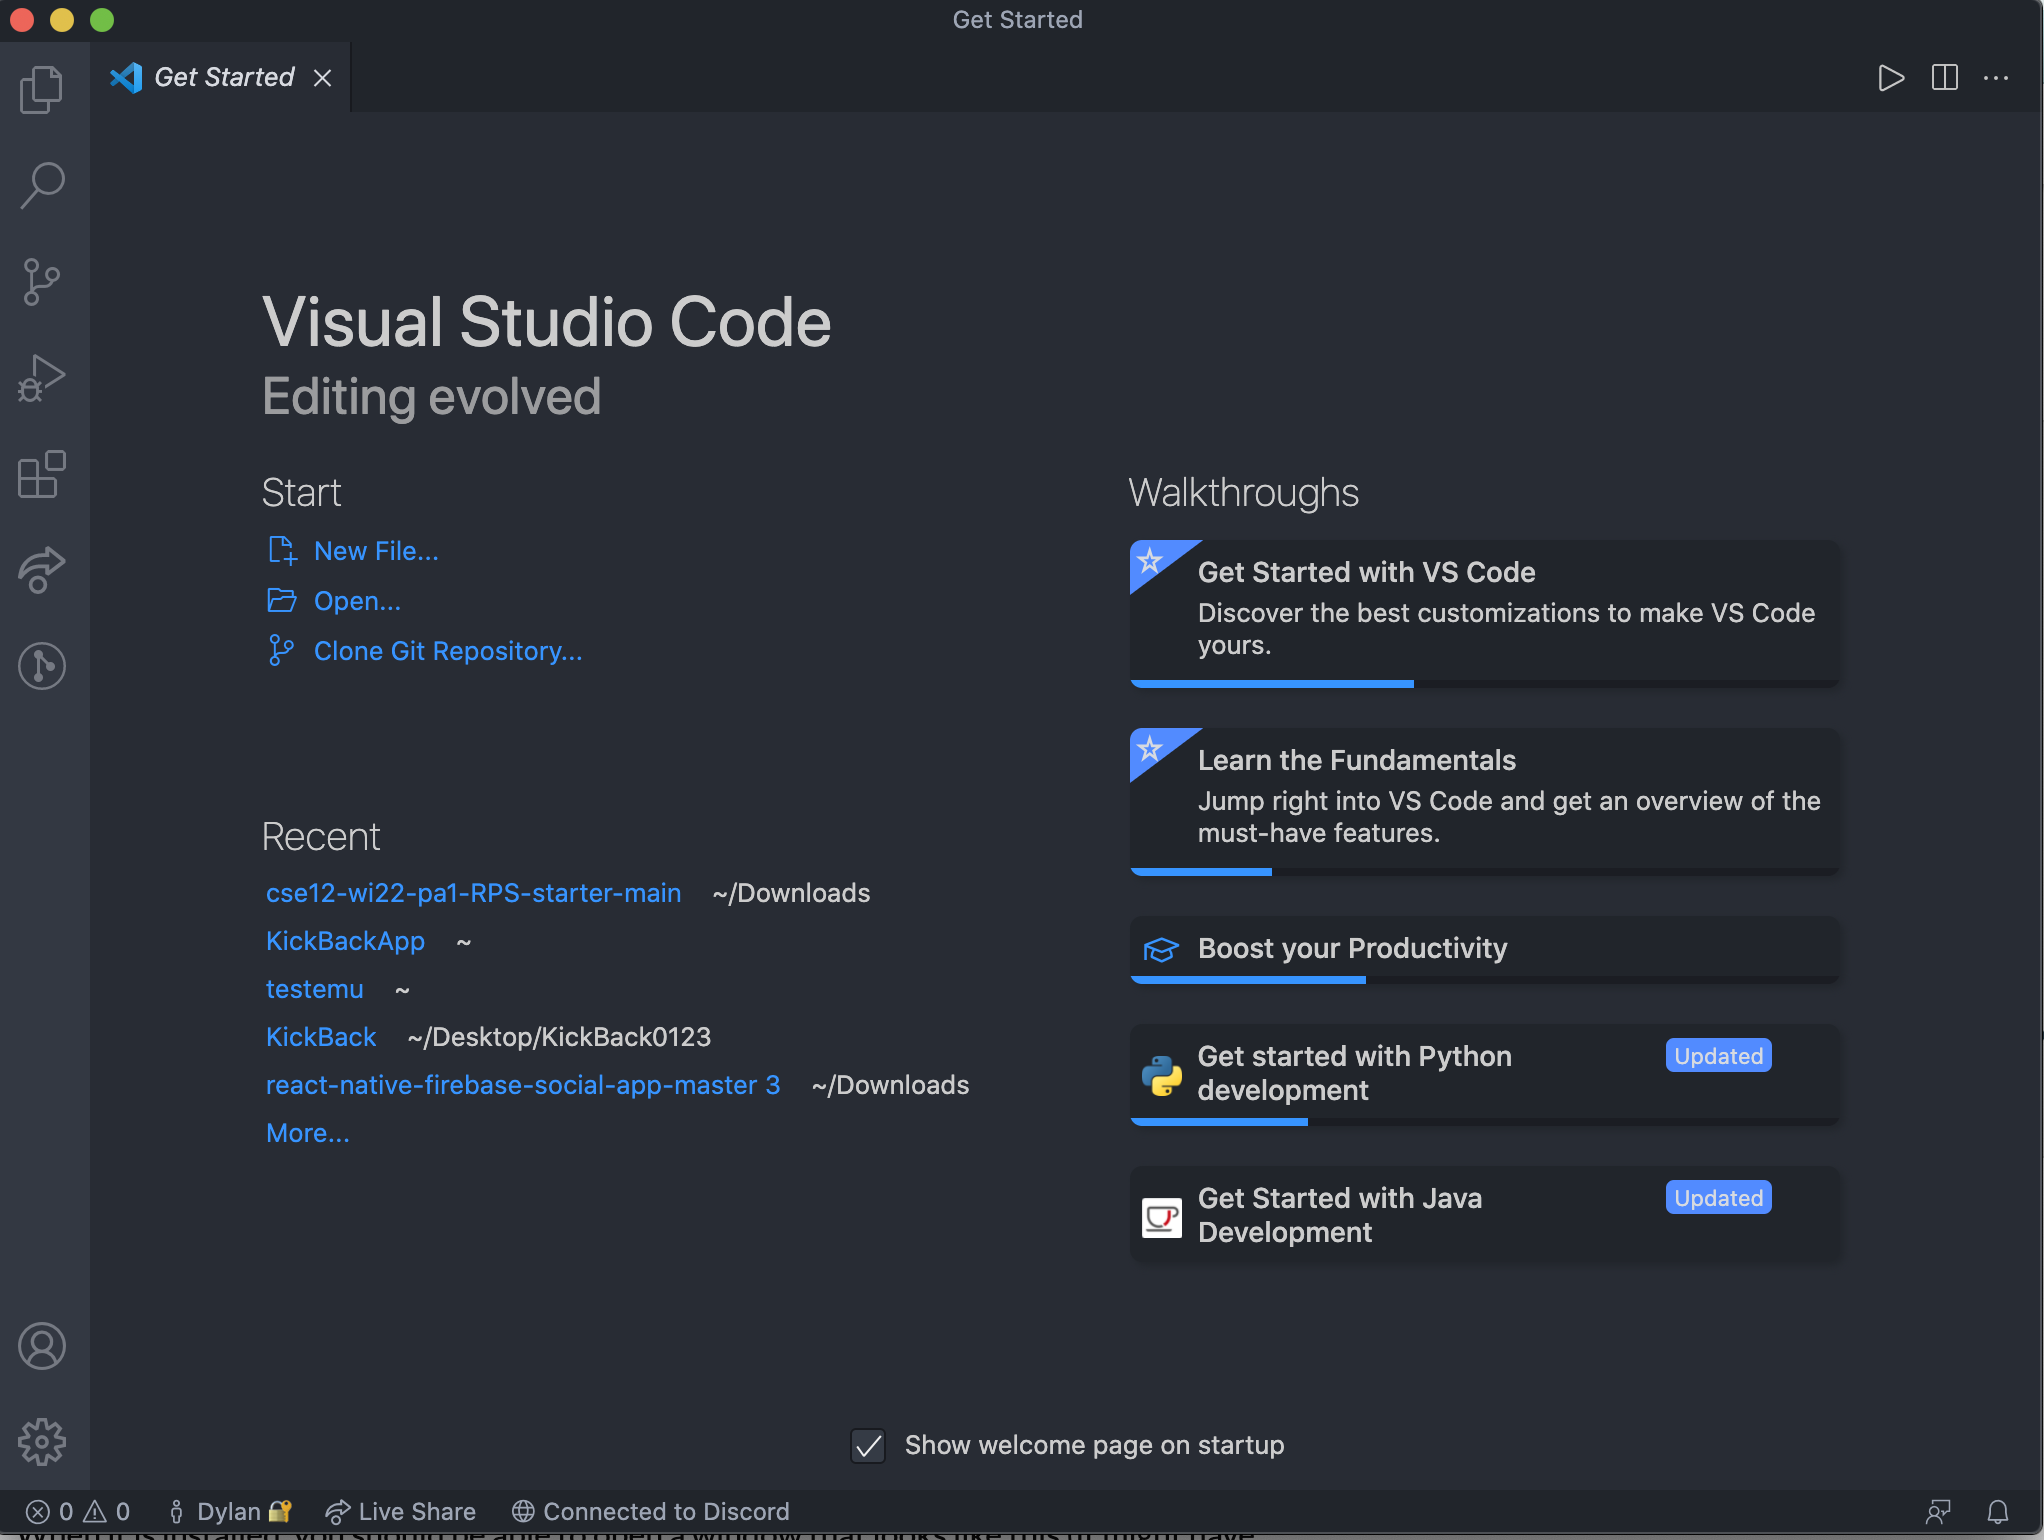 Get Started
Get Started
Visual Studio Code
Editing evolved
Start
New File...
Open...
Clone Git Repository...
Recent
cse12-wi22-pa1-RPS-starter-main ~/Downloads
KickBackApp ~
testemu ~
KickBack ~/Desktop/KickBack0123
react-native-firebase-social-app-master 3 ~/Downloads
More...
Walkthroughs
Get Started with VS Code
Discover the best customizations to make VS Code
yours.
Learn the Fundamentals
Jump right into VS Code and get an overview of the
must-have features.
Boost your Productivity
Get started with Python
development
Updated
Get Started with Java
Development
Updated
Show welcome page on startup
0 0 Dylan 🔐 Live Share Connected to Discord